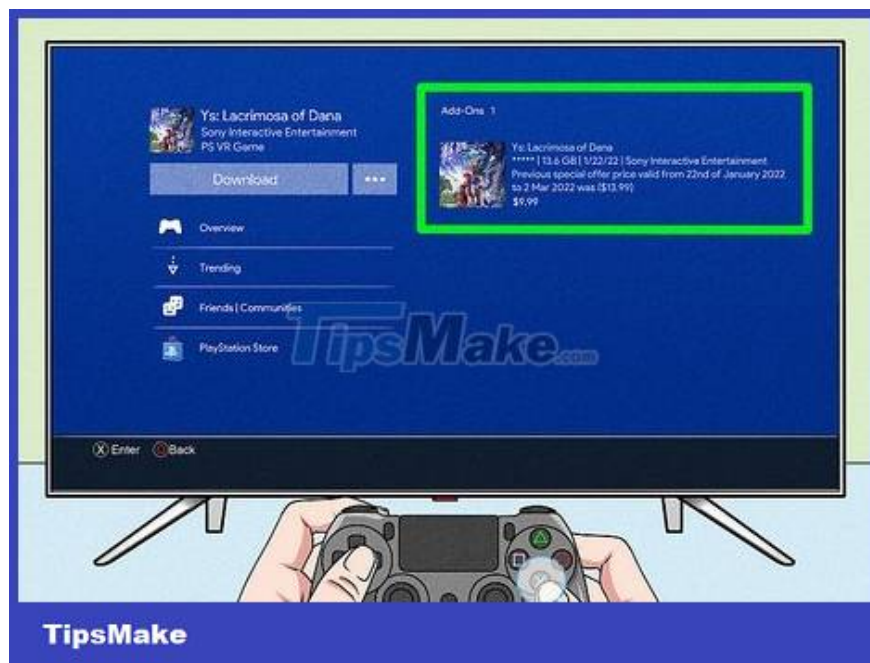 Ys: Lacrimosa of Dana
Sony Interactive Entertainment
PS VR Game
Download
Overview
Trending
Friends | Communities
PlayStation Store
Add-Ons 1
Ys: Lacrimosa of Dana
***** | 13.6 GB | 1/22/22 | Sony Interactive Entertainment
Previous special offer price valid from 22nd of January 2022
to 2 Mar 2022 was ($13.99)
$9.99
TipsMake.com
X Enter Back
TipsMake